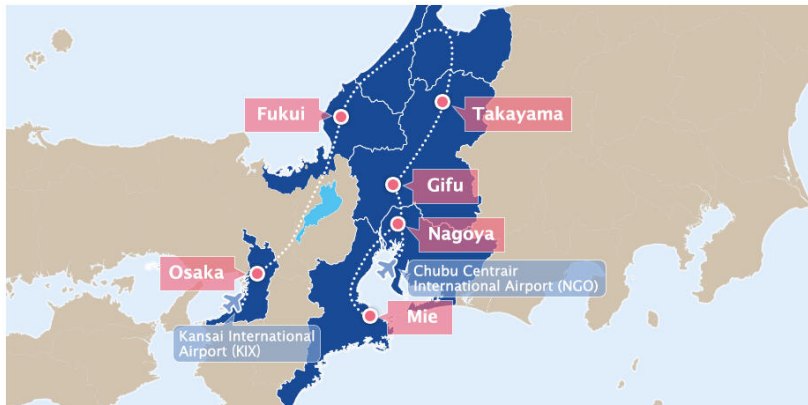 Fukui
Takayama
Gifu
Nagoya
Osaka
Chubu Centrair
International Airport (NGO)
Mie
Kansai International
Airport (KIX)